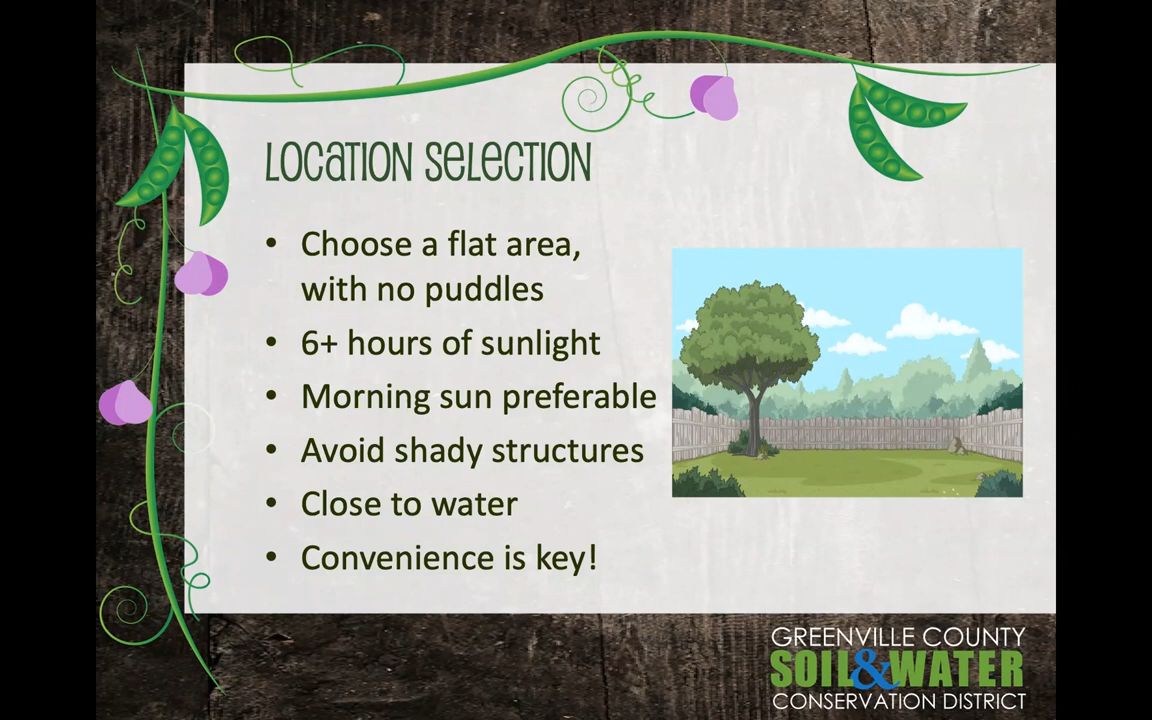 LOCATION SELECTION
• Choose a flat area,
with no puddles
• 6+ hours of sunlight
• Morning sun preferable
• Avoid shady structures
• Close to water
• Convenience is key!
GREENVILLE COUNTY
SOIL&WATER
CONSERVATION DISTRICT